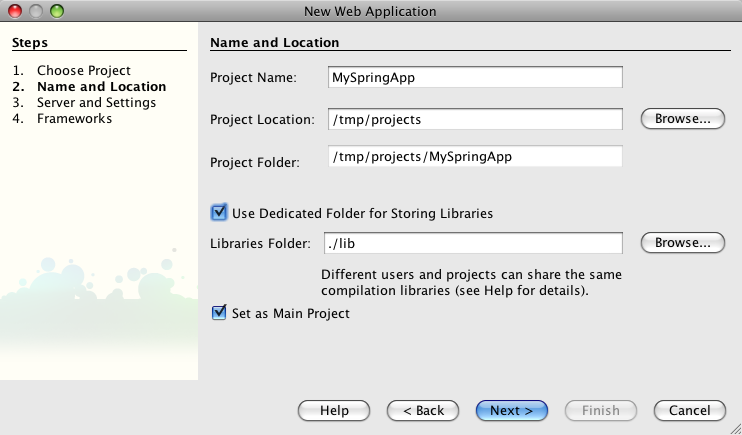 New Web Application
Steps
1. Choose Project
2. Name and Location
3. Server and Settings
4. Frameworks
Name and Location
Project Name: MySpringApp
Project Location: /tmp/projects Browse...
Project Folder: /tmp/projects/MySpringApp
Use Dedicated Folder for Storing Libraries
Libraries Folder: ./lib Browse...
Different users and projects can share the same
compilation libraries (see Help for details).
Set as Main Project
Help < Back Next > Finish Cancel